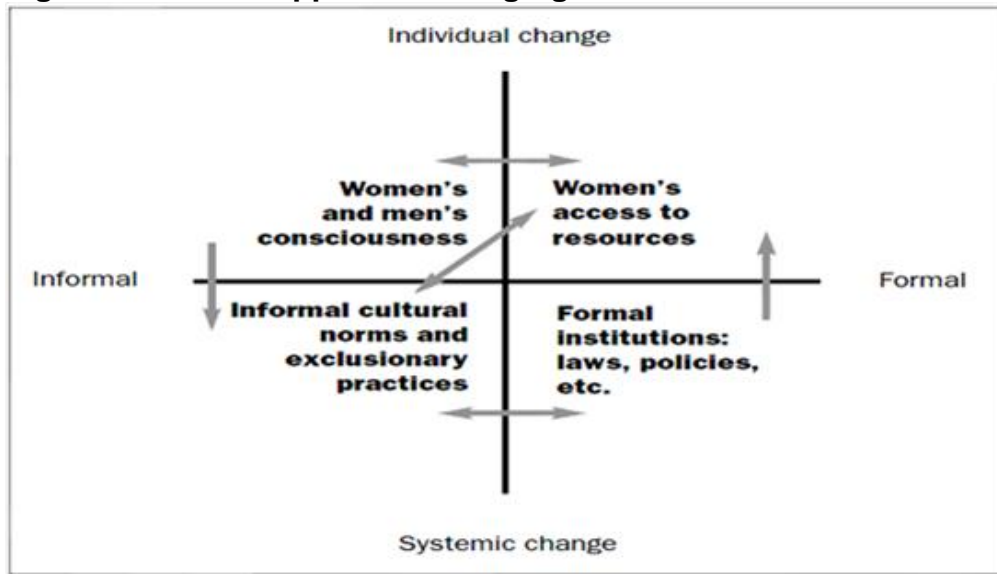 Individual change
Women's
and men's
consciousness
Women's
access to
resources
Informal
Formal
Informal cultural
norms and
exclusionary
practices
Formal
institutions:
laws, policies,
etc.
Systemic change